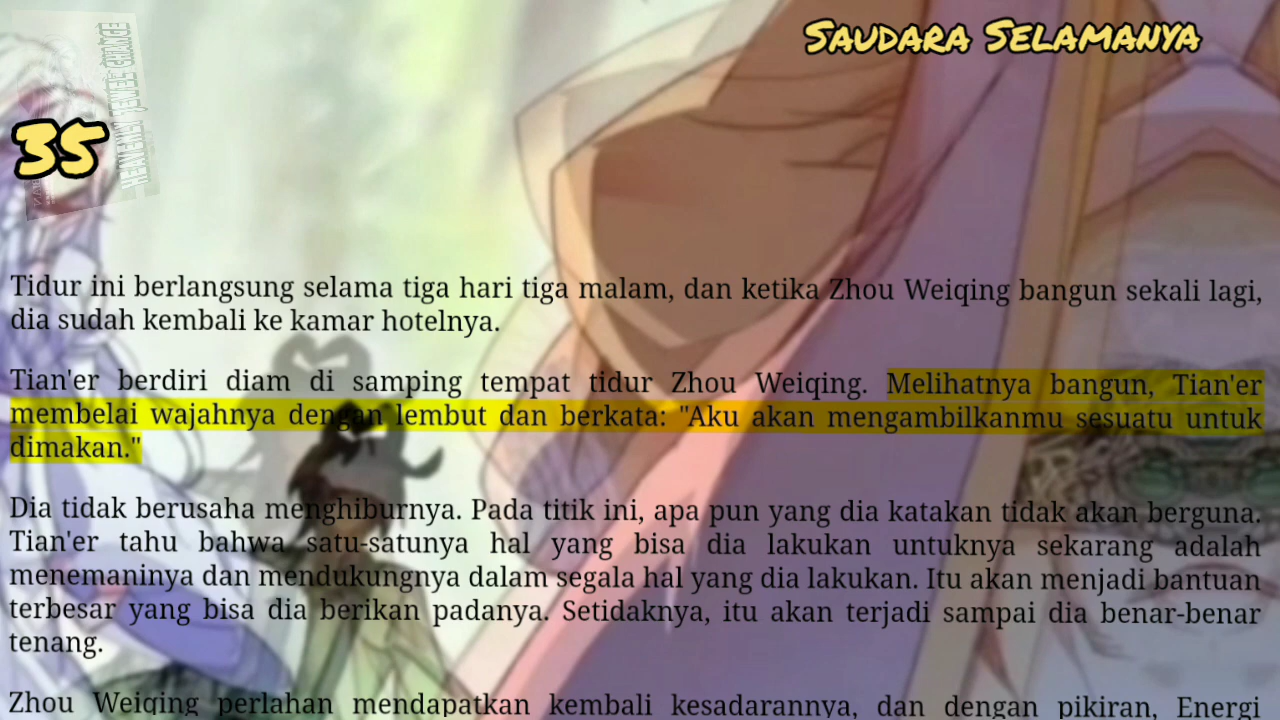 Saudara Selamanya
HEAVENLY JEWEL CHANGE
35
Tidur ini berlangsung selama tiga hari tiga malam, dan ketika Zhou Weiqing bangun sekali lagi,
dia sudah kembali ke kamar hotelnya.
Tian'er berdiri diam di samping tempat tidur Zhou Weiqing. Melihatnya bangun, Tian'er
membelai wajahnya dengan lembut dan berkata: "Aku akan mengambilkanmu sesuatu untuk
dimakan."
Dia tidak berusaha menghiburnya. Pada titik ini, apa pun yang dia katakan tidak akan berguna.
Tian'er tahu bahwa satu-satunya hal yang bisa dia lakukan untuknya sekarang adalah
menemaninya dan mendukungnya dalam segala hal yang dia lakukan. Itu akan menjadi bantuan
terbesar yang bisa dia berikan padanya. Setidaknya, itu akan terjadi sampai dia benar-benar
tenang.
Zhou Weiqing perlahan mendapatkan kembali kesadarannya, dan dengan pikiran, Energi